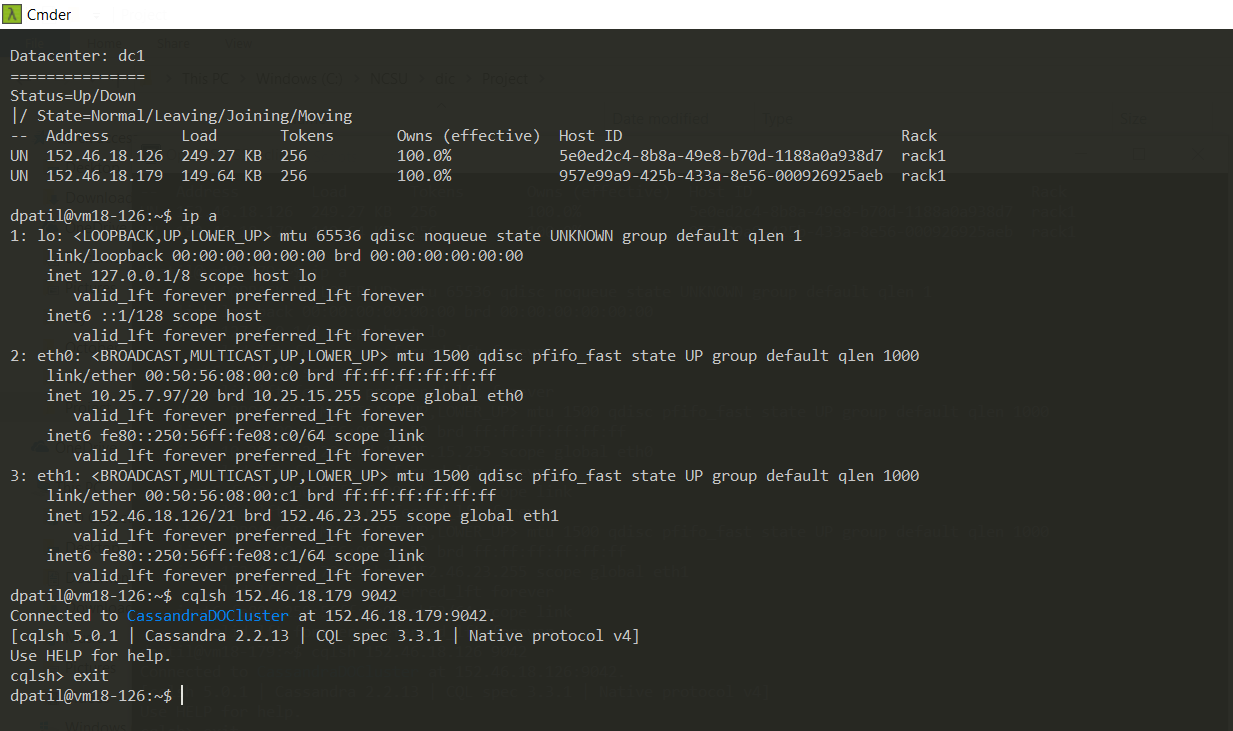 Cmder
Datacenter: dc1
===============
Status=Up/Down
|/ State=Normal/Leaving/Joining/Moving
--  Address        Load       Tokens       Owns (effective)  Host ID                               Rack
UN  152.46.18.126  249.27 KB  256          100.0%            5e0ed2c4-8b8a-49e8-b70d-1188a0a938d7  rack1
UN  152.46.18.179  149.64 KB  256          100.0%            957e99a9-425b-433a-8e56-000926925aeb  rack1
dpatil@vm18-126:~$ ip a
1: lo: <LOOPBACK,UP,LOWER_UP> mtu 65536 qdisc noqueue state UNKNOWN group default qlen 1
    link/loopback 00:00:00:00:00:00 brd 00:00:00:00:00:00
    inet 127.0.0.1/8 scope host lo
       valid_lft forever preferred_lft forever
    inet6 ::1/128 scope host
       valid_lft forever preferred_lft forever
2: eth0: <BROADCAST,MULTICAST,UP,LOWER_UP> mtu 1500 qdisc pfifo_fast state UP group default qlen 1000
    link/ether 00:50:56:08:00:c0 brd ff:ff:ff:ff:ff:ff
    inet 10.25.7.97/20 brd 10.25.15.255 scope global eth0
       valid_lft forever preferred_lft forever
    inet6 fe80::250:56ff:fe08:c0/64 scope link
       valid_lft forever preferred_lft forever
3: eth1: <BROADCAST,MULTICAST,UP,LOWER_UP> mtu 1500 qdisc pfifo_fast state UP group default qlen 1000
    link/ether 00:50:56:08:00:c1 brd ff:ff:ff:ff:ff:ff
    inet 152.46.18.126/21 brd 152.46.23.255 scope global eth1
       valid_lft forever preferred_lft forever
    inet6 fe80::250:56ff:fe08:c1/64 scope link
       valid_lft forever preferred_lft forever
dpatil@vm18-126:~$ cqlsh 152.46.18.179 9042
Connected to CassandraDOCluster at 152.46.18.179:9042.
[cqlsh 5.0.1 | Cassandra 2.2.13 | CQL spec 3.3.1 | Native protocol v4]
Use HELP for help.
cqlsh> exit
dpatil@vm18-126:~$